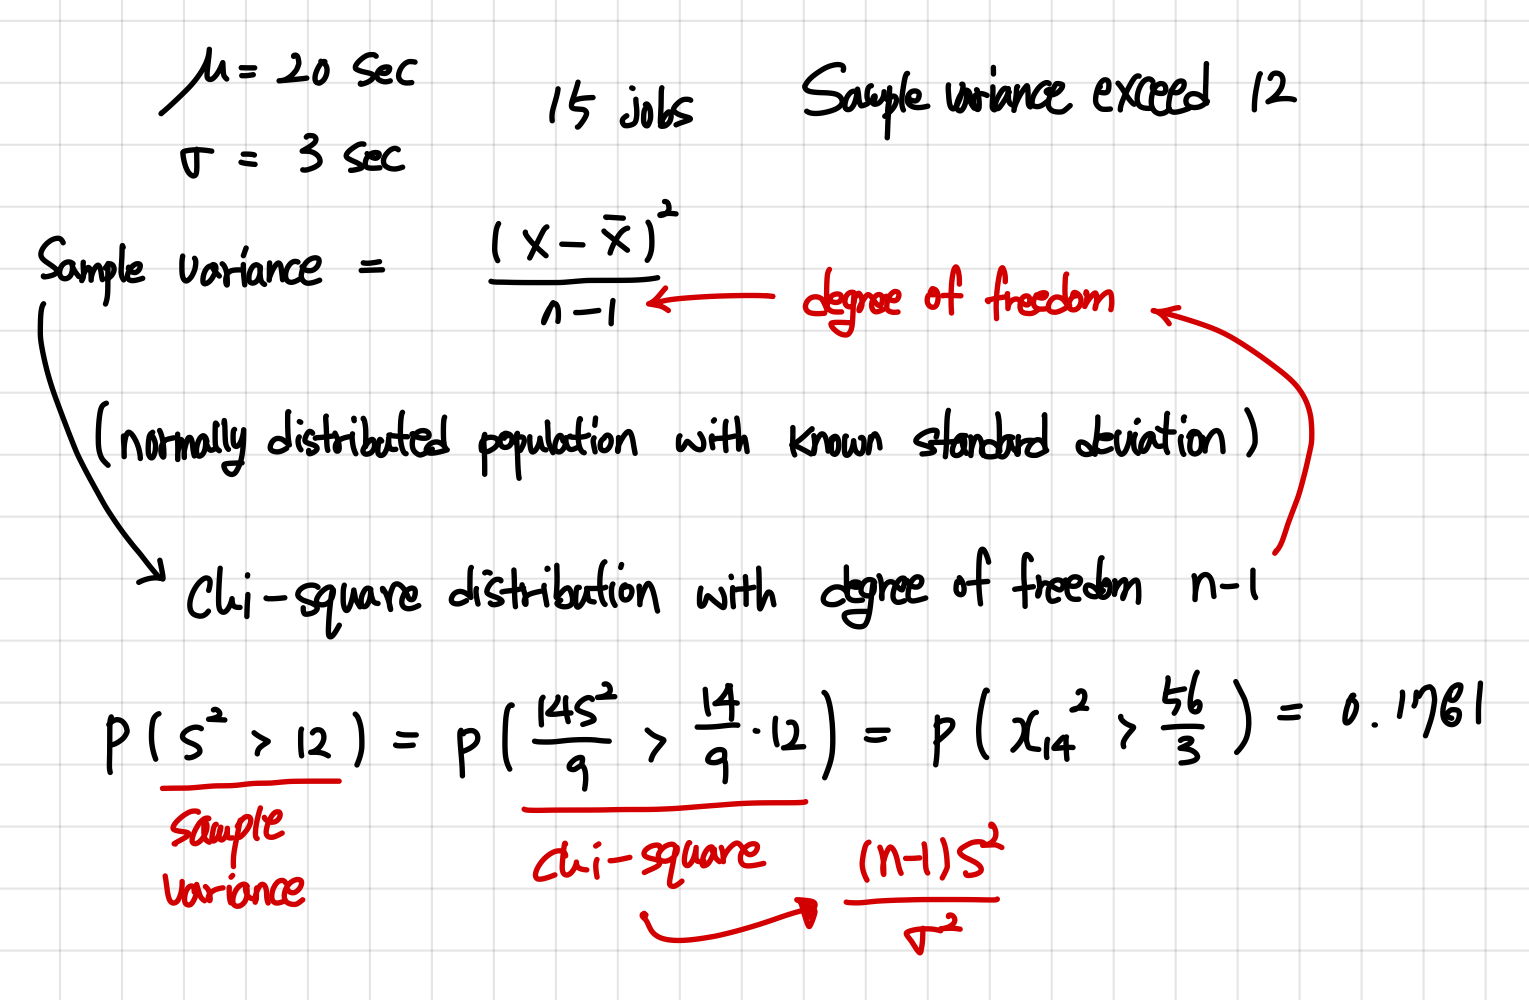 μ = 20 sec
15 jobs
Sample variance exceed 12
σ = 3 sec
Sample variance = (x - x̄)² / n-1
degree of freedom
(normally distributed population with known standard deviation)
Chi-square distribution with degree of freedom n-1
P(S² > 12) = P(14S²/9 > 14/9 · 12) = P(x₁₄² > 56/3) = 0.1781
sample
variance
chi-square
(n-1)S² / σ²